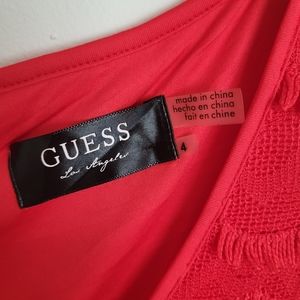 GUESS
Los Angeles
made in china
hecho en china
fait en chine
4